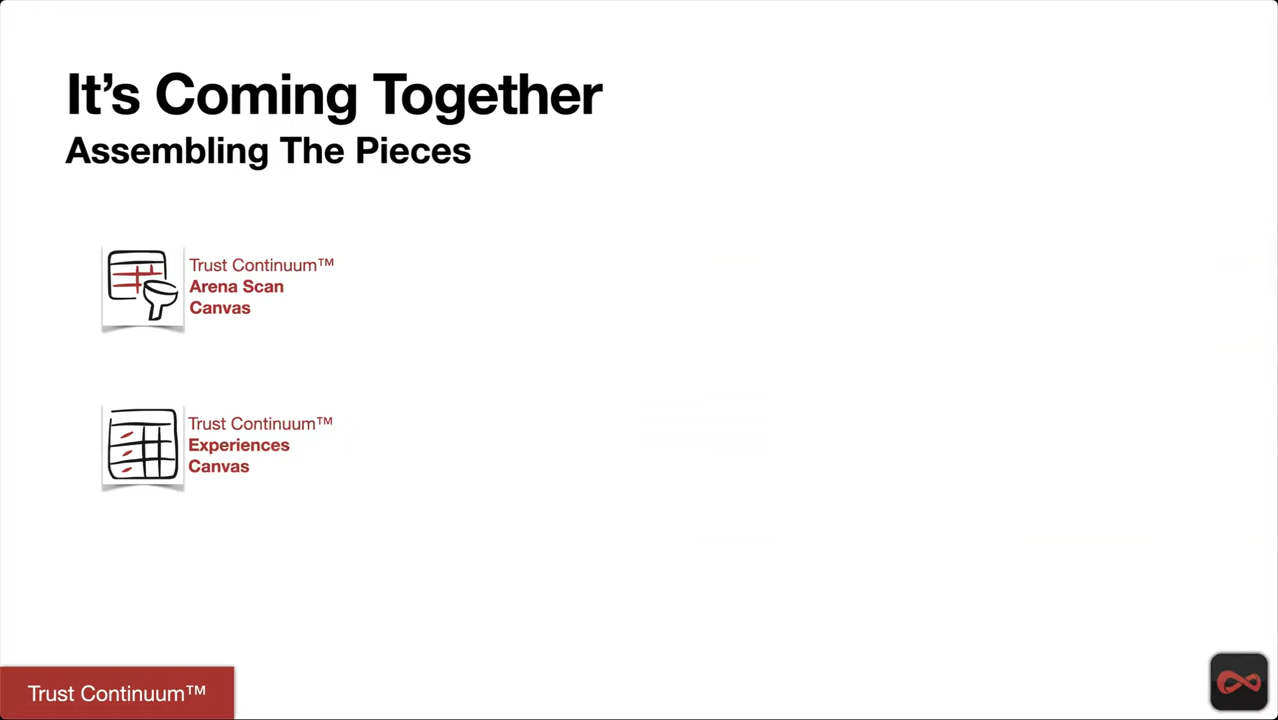 It’s Coming Together
Assembling The Pieces
Trust Continuum™
Arena Scan
Canvas
Trust Continuum™
Experiences
Canvas
Trust Continuum™